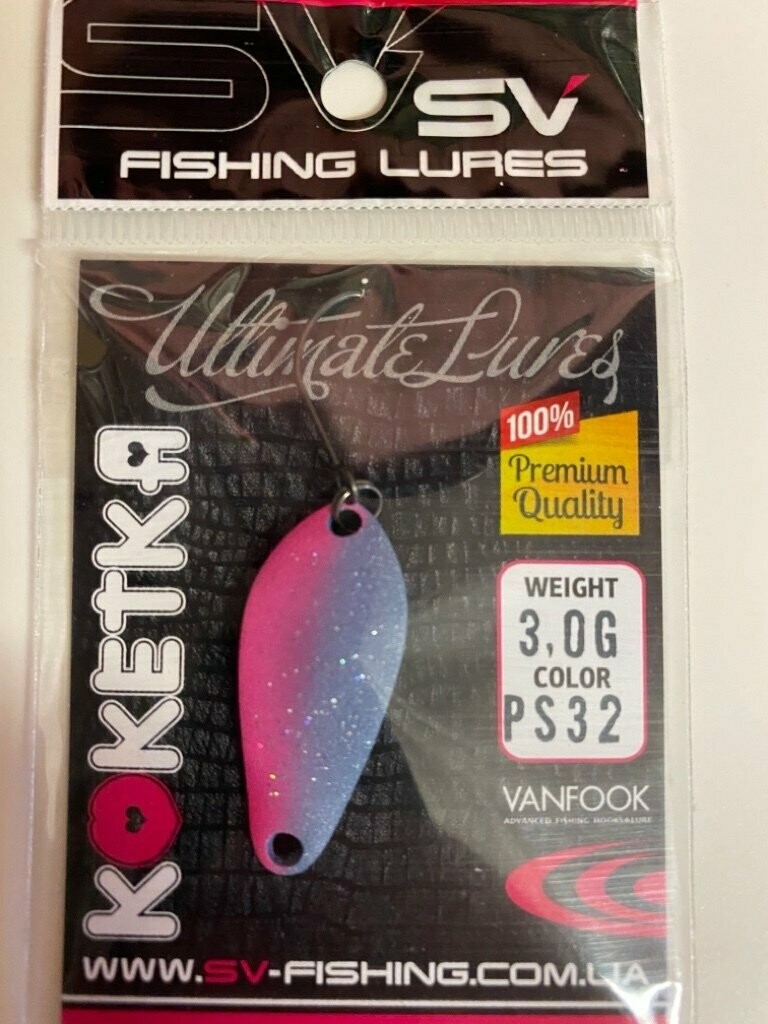 SV
SV
FISHING LURES
Ultimate Lures
100%
Premium
Quality
KOKETKA
WEIGHT
3,0G
COLOR
PS32
VANFOOK
ADVANCED FISHING HOOKS&LURE
WWW.SV-FISHING.COM.UA